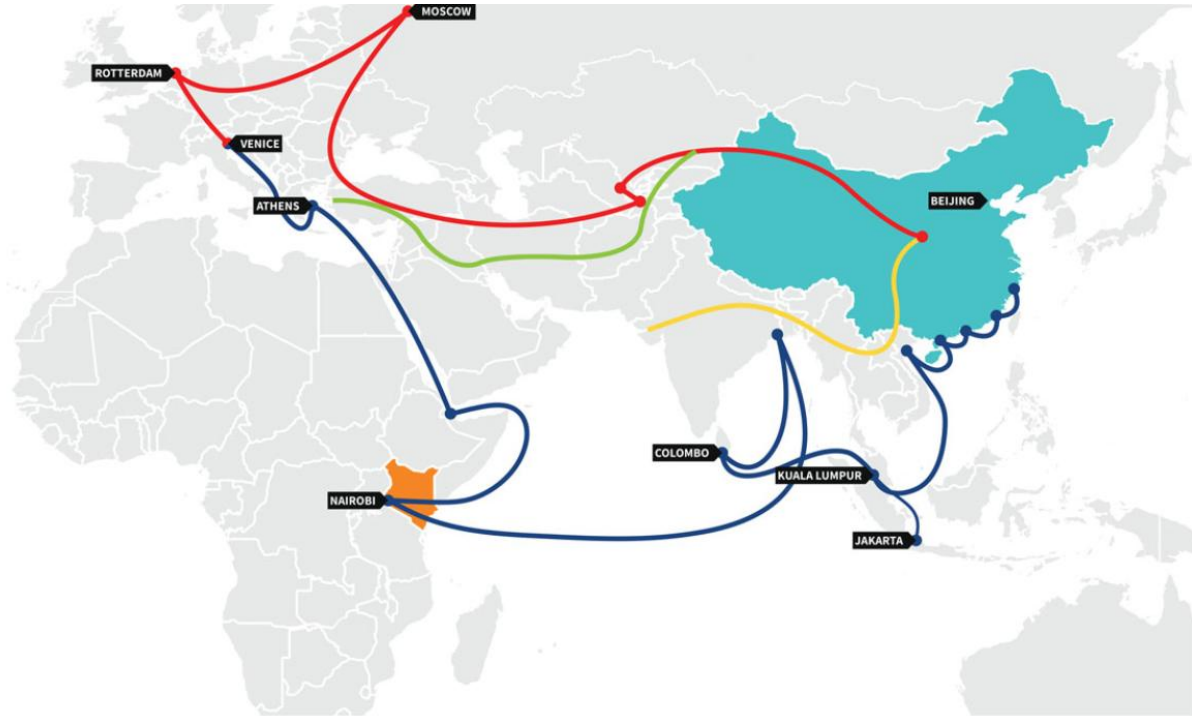 MOSCOW
ROTTERDAM
VENICE
ATHENS
BEIJING
COLOMBO
KUALA LUMPUR
NAIROBI
JAKARTA